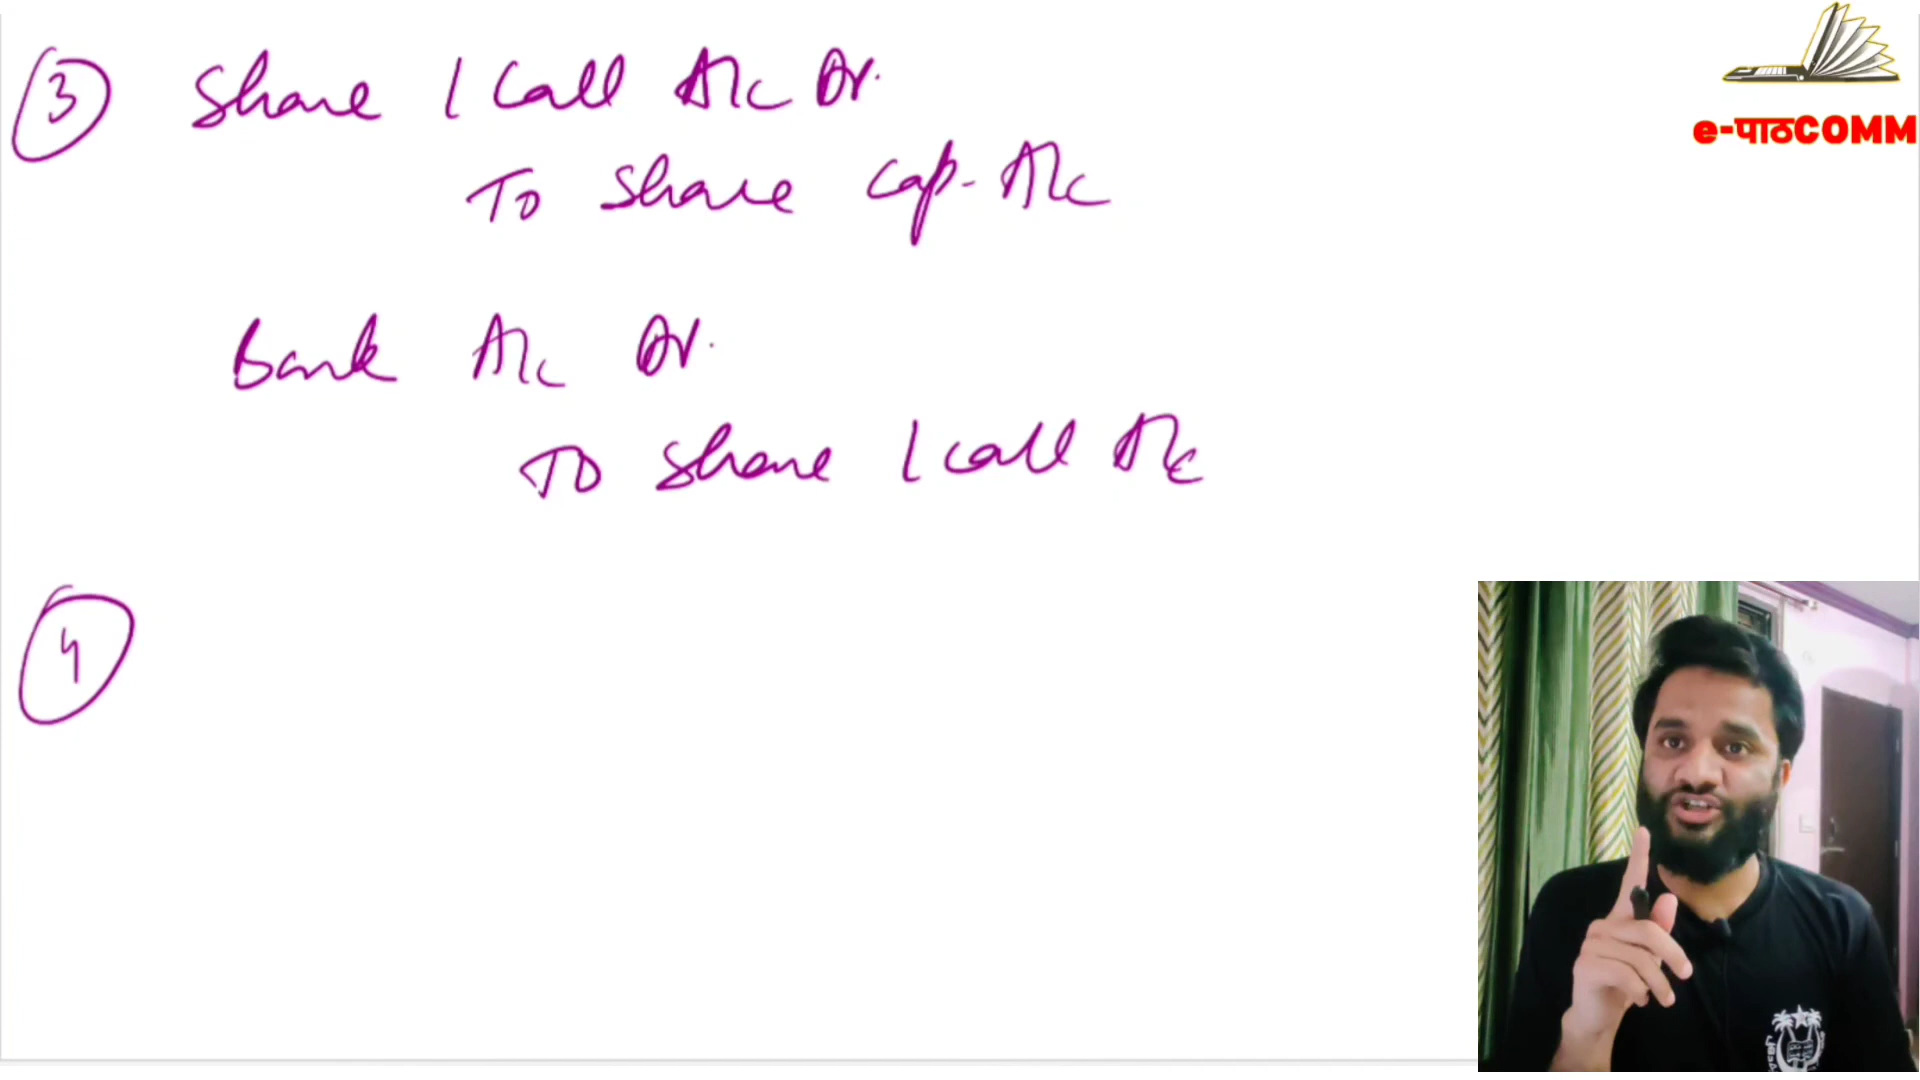 ③ Share 1 Call A/c Dr.
To Share Cap. A/c
Bank A/c Dr.
To Share 1 Call A/c
④
e-पाठCOMM